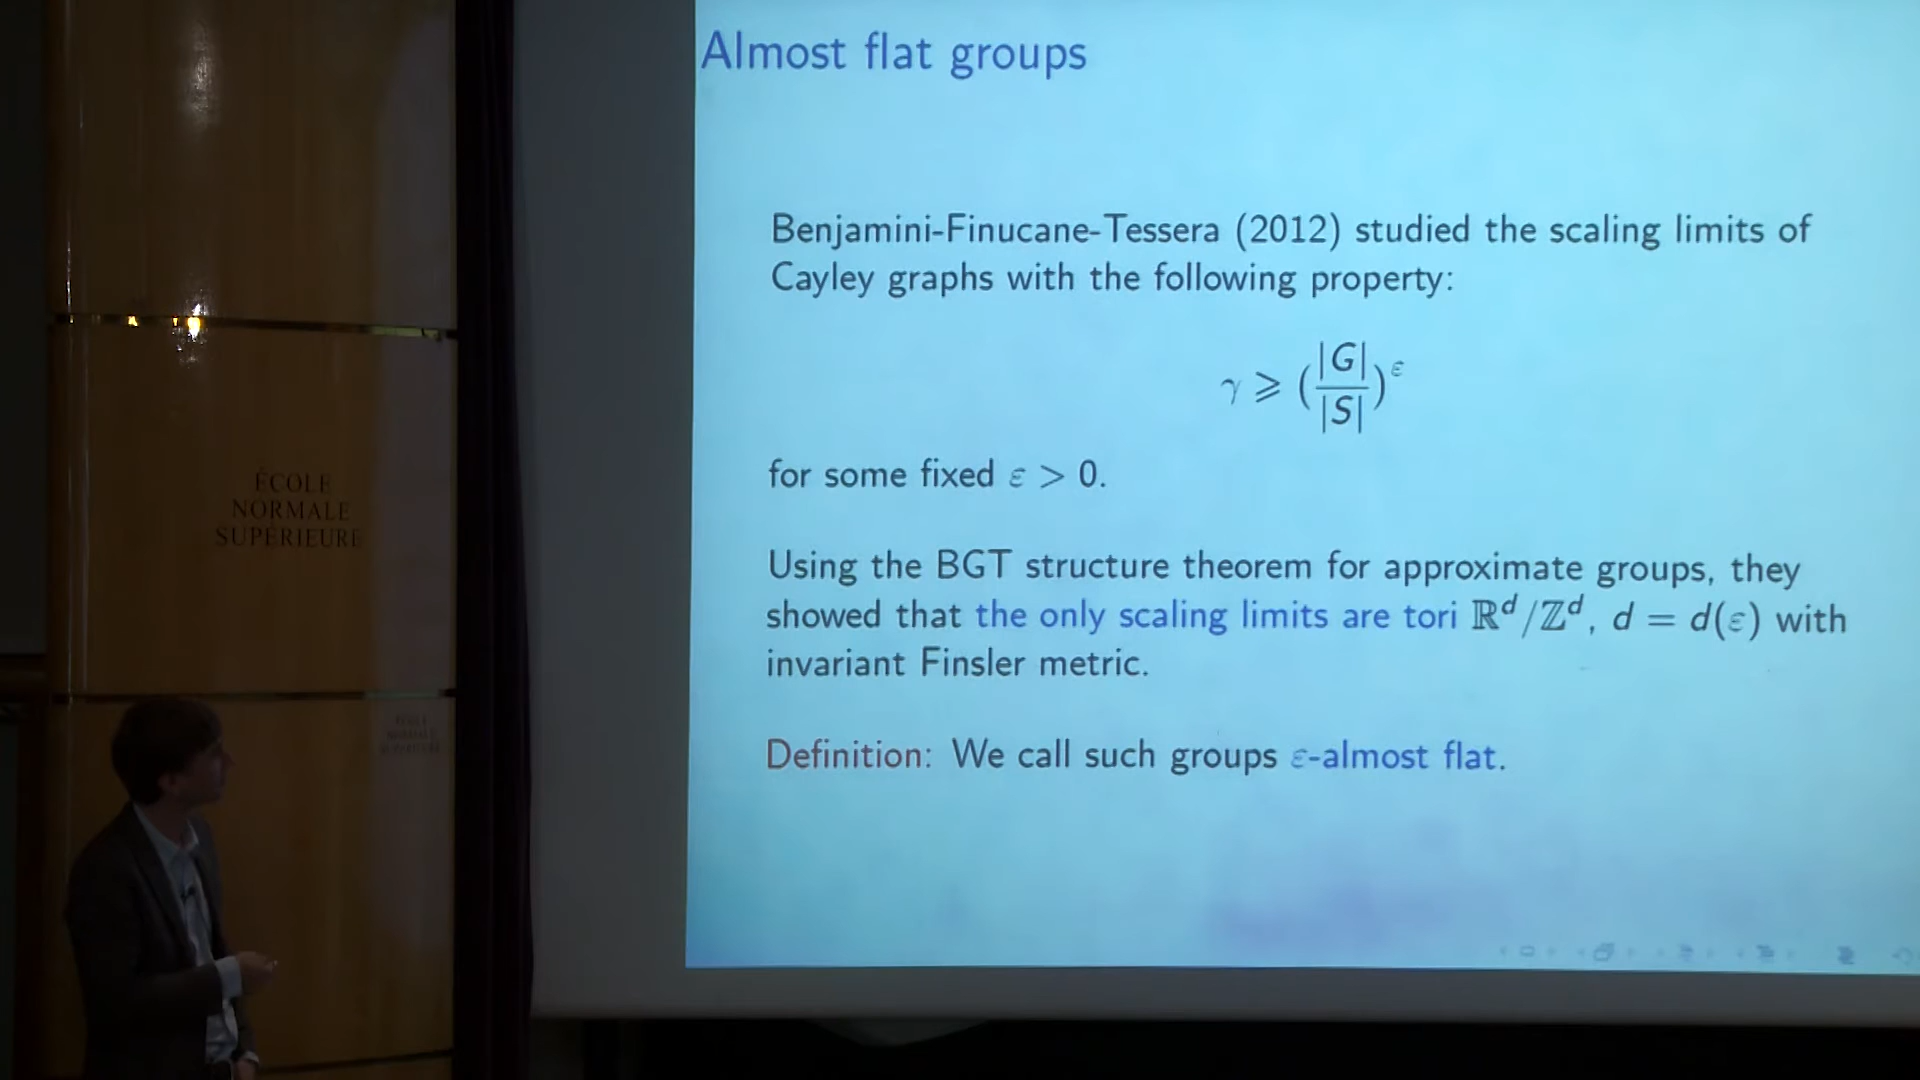 Almost flat groups
Benjamini-Finucane-Tessera (2012) studied the scaling limits of
Cayley graphs with the following property:
γ ⩾ (|G|/|S|)^ε
for some fixed ε > 0.
Using the BGT structure theorem for approximate groups, they
showed that the only scaling limits are tori ℝ^d/ℤ^d, d = d(ε) with
invariant Finsler metric.
Definition: We call such groups ε-almost flat.
ÉCOLE
NORMALE
SUPÉRIEURE